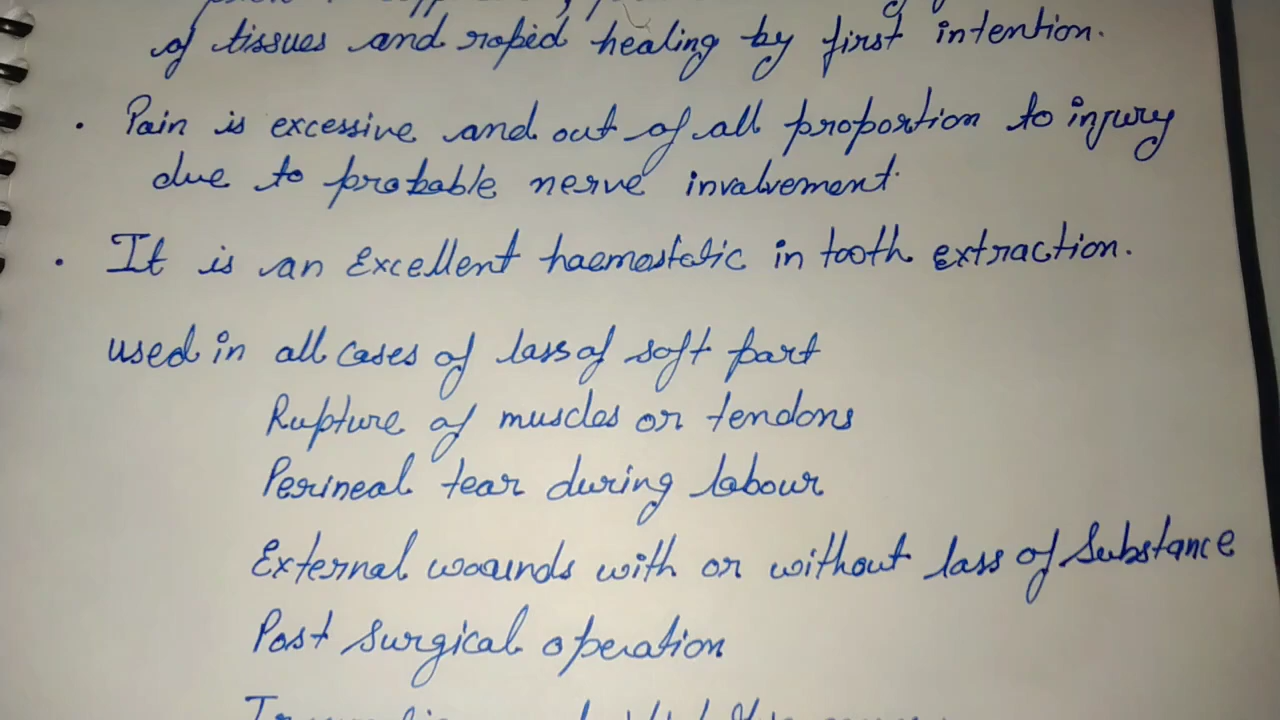 of tissues and rapid healing by first intention.
• Pain is excessive and out of all proportion to injury
due to probable nerve involvement.
• It is an Excellent haemostatic in tooth extraction.
used in all cases of loss of soft part
Rupture of muscles or tendons
Perineal tear during labour
External wounds with or without loss of Substance
Post Surgical operation